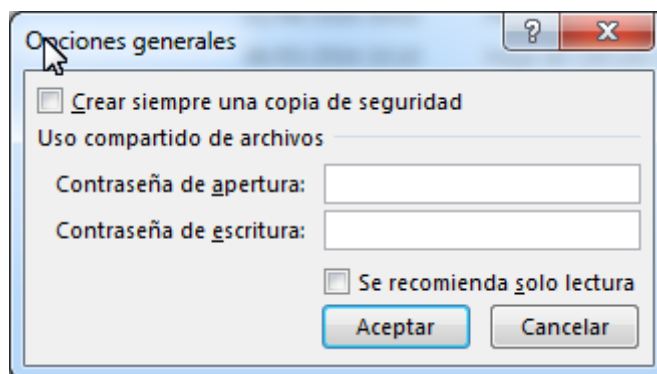 Opciones generales
Crear siempre una copia de seguridad
Uso compartido de archivos
Contraseña de apertura:
Contraseña de escritura:
Se recomienda solo lectura
Aceptar Cancelar